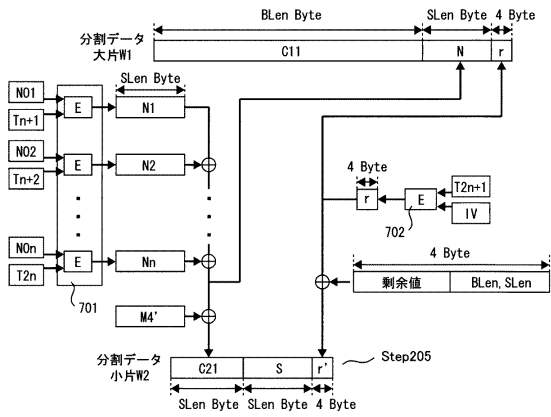 BLen Byte
SLen Byte
4 Byte
分割データ
大片W1
C11
N
r
SLen Byte
N01
Tn+1
E
N1
N02
Tn+2
E
N2
4 Byte
r
E
T2n+1
IV
702
N0n
T2n
E
Nn
701
4 Byte
剰余値
BLen, SLen
M4'
分割データ
小片W2
C21
S
r'
Step205
SLen Byte
SLen Byte
4 Byte